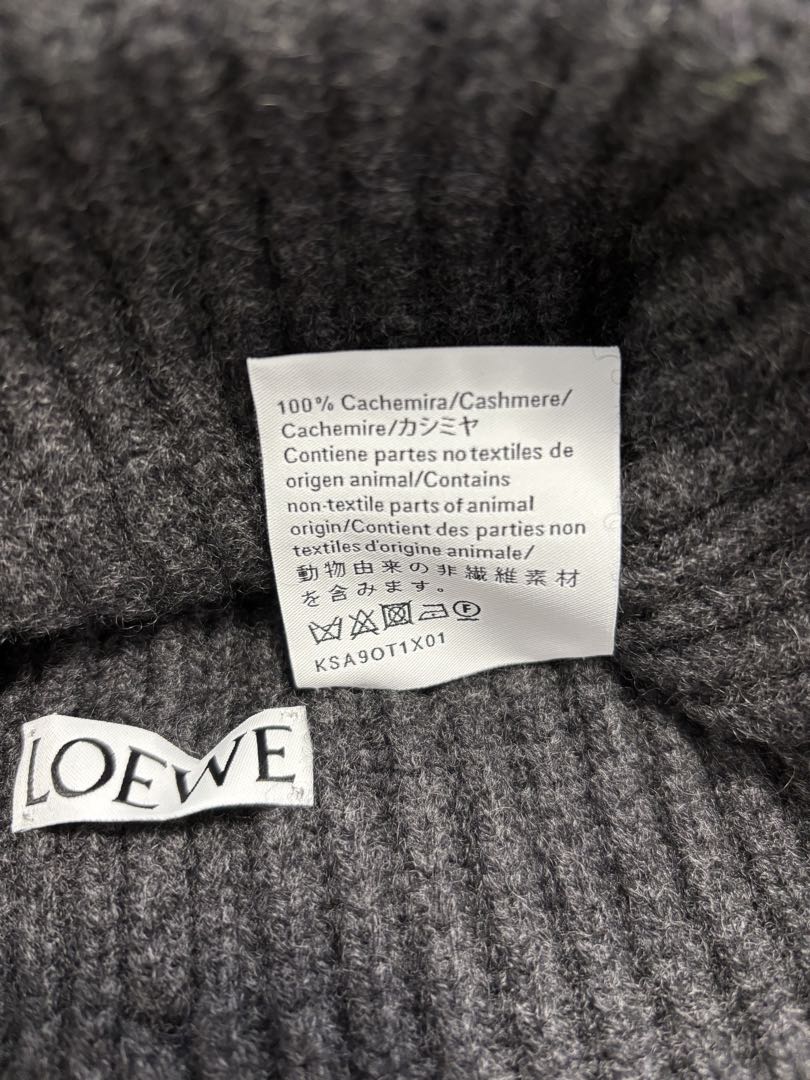 100% Cachemira/Cashmere/
Cachemire/カシミヤ
Contiene partes no textiles de
origen animal/Contains
non-textile parts of animal
origin/Contient des parties non
textiles d'origine animale/
動物由来の非繊維素材
を含みます。
F
KSA9OT1X01
LOEWE